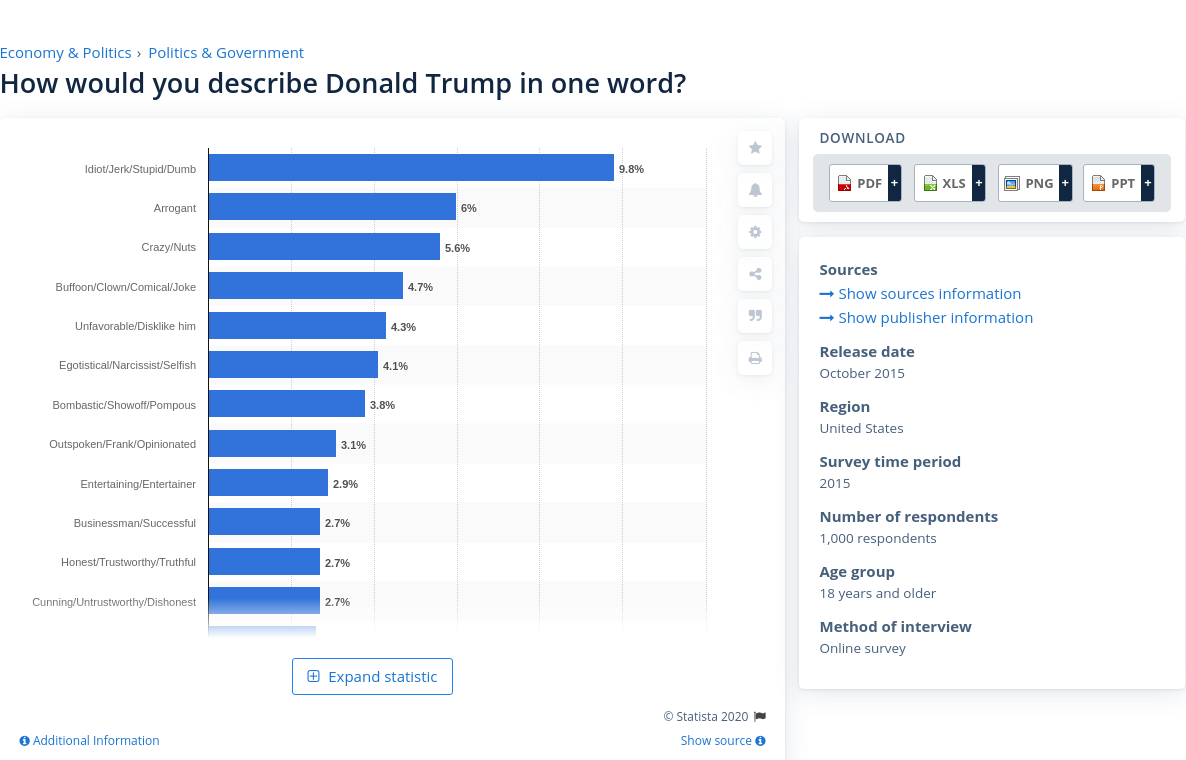 Economy & Politics › Politics & Government
How would you describe Donald Trump in one word?
Idiot/Jerk/Stupid/Dumb 9.8%
Arrogant 6%
Crazy/Nuts 5.6%
Buffoon/Clown/Comical/Joke 4.7%
Unfavorable/Dislike him 4.3%
Egotistical/Narcissist/Selfish 4.1%
Bombastic/Showoff/Pompous 3.8%
Outspoken/Frank/Opinionated 3.1%
Entertaining/Entertainer 2.9%
Businessman/Successful 2.7%
Honest/Trustworthy/Truthful 2.7%
Cunning/Untrustworthy/Dishonest 2.7%
Expand statistic
© Statista 2020
Additional Information
Show source
DOWNLOAD
PDF + XLS + PNG + PPT +
Sources
Show sources information
Show publisher information
Release date
October 2015
Region
United States
Survey time period
2015
Number of respondents
1,000 respondents
Age group
18 years and older
Method of interview
Online survey